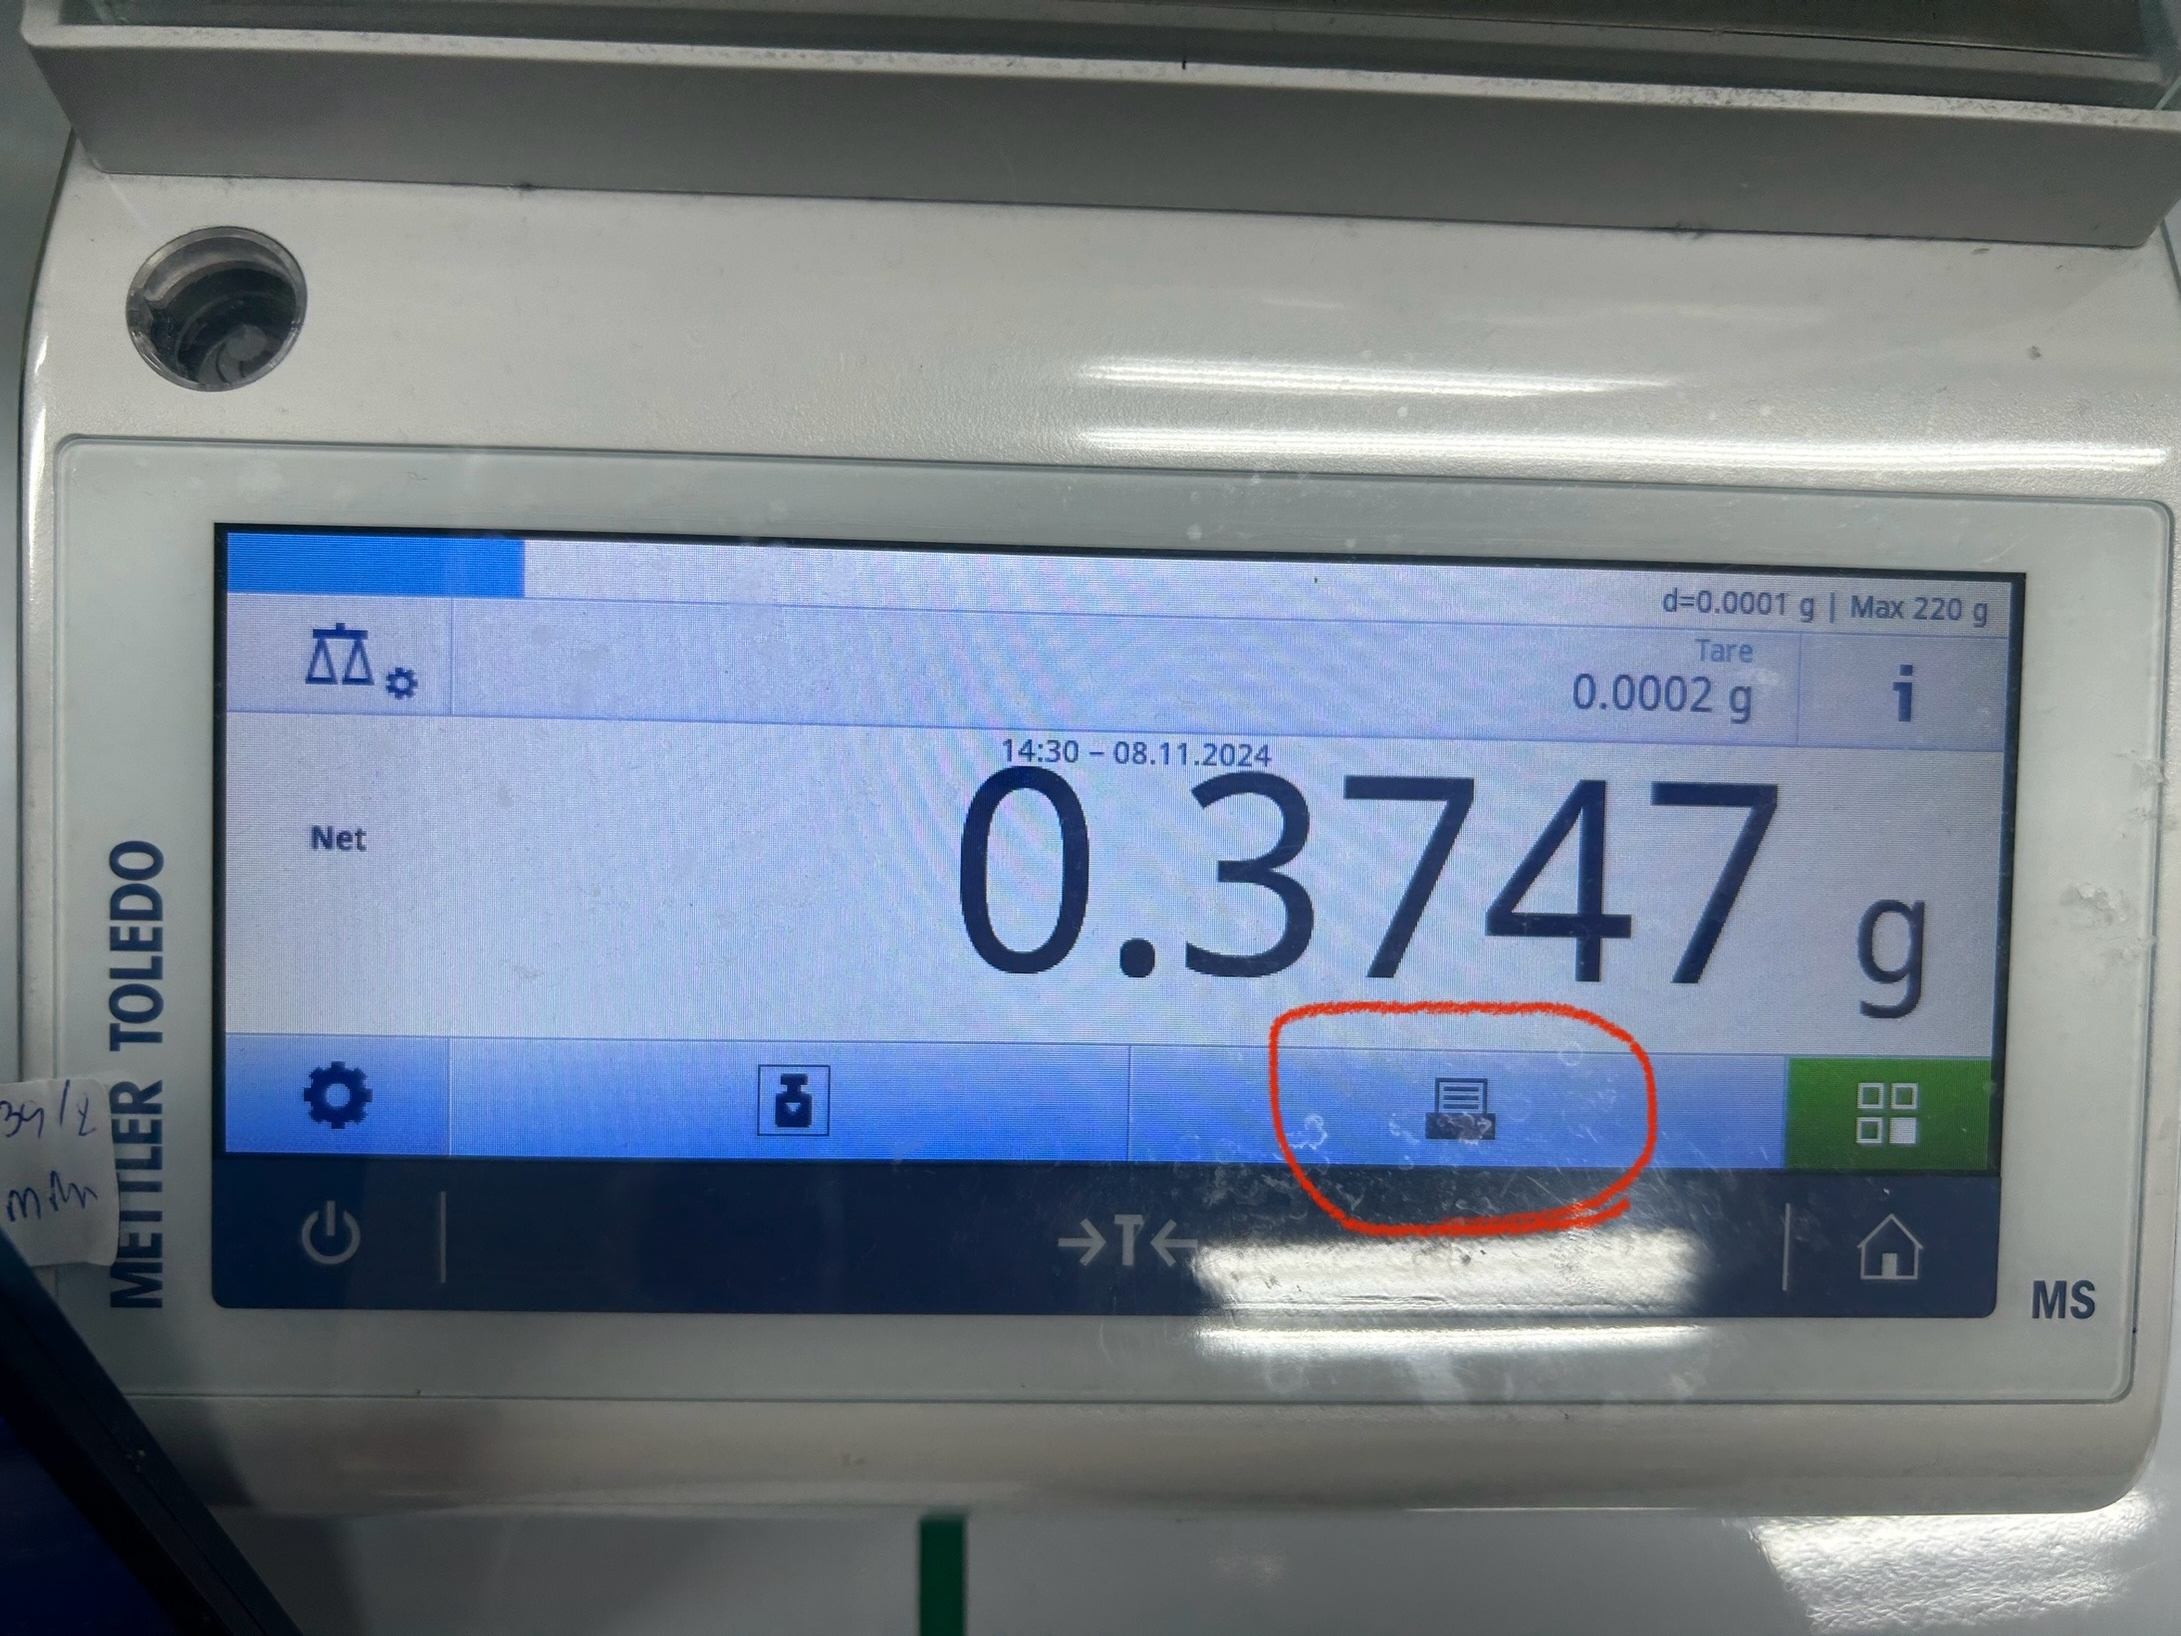 d=0.0001 g | Max 220 g
Tare
0.0002 g
i
14:30 – 08.11.2024
Net
0.3747 g
→T←
METTLER TOLEDO
MS